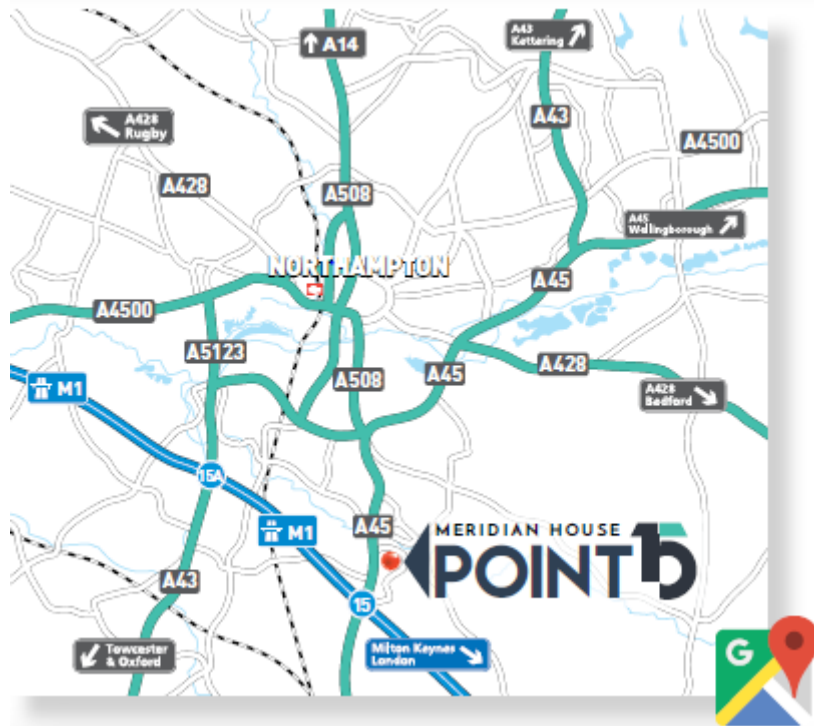 A14
A43
Kettering
A428
Rugby
A43
A4500
A428
A508
A45
Wellingborough
NORTHAMPTON
A45
A4500
A5123
A508
A45
A428
M1
A428
Bedford
15A
M1
A45
MERIDIAN HOUSE
POINT 15
A43
15
Towcester
& Oxford
Milton Keynes
London
G